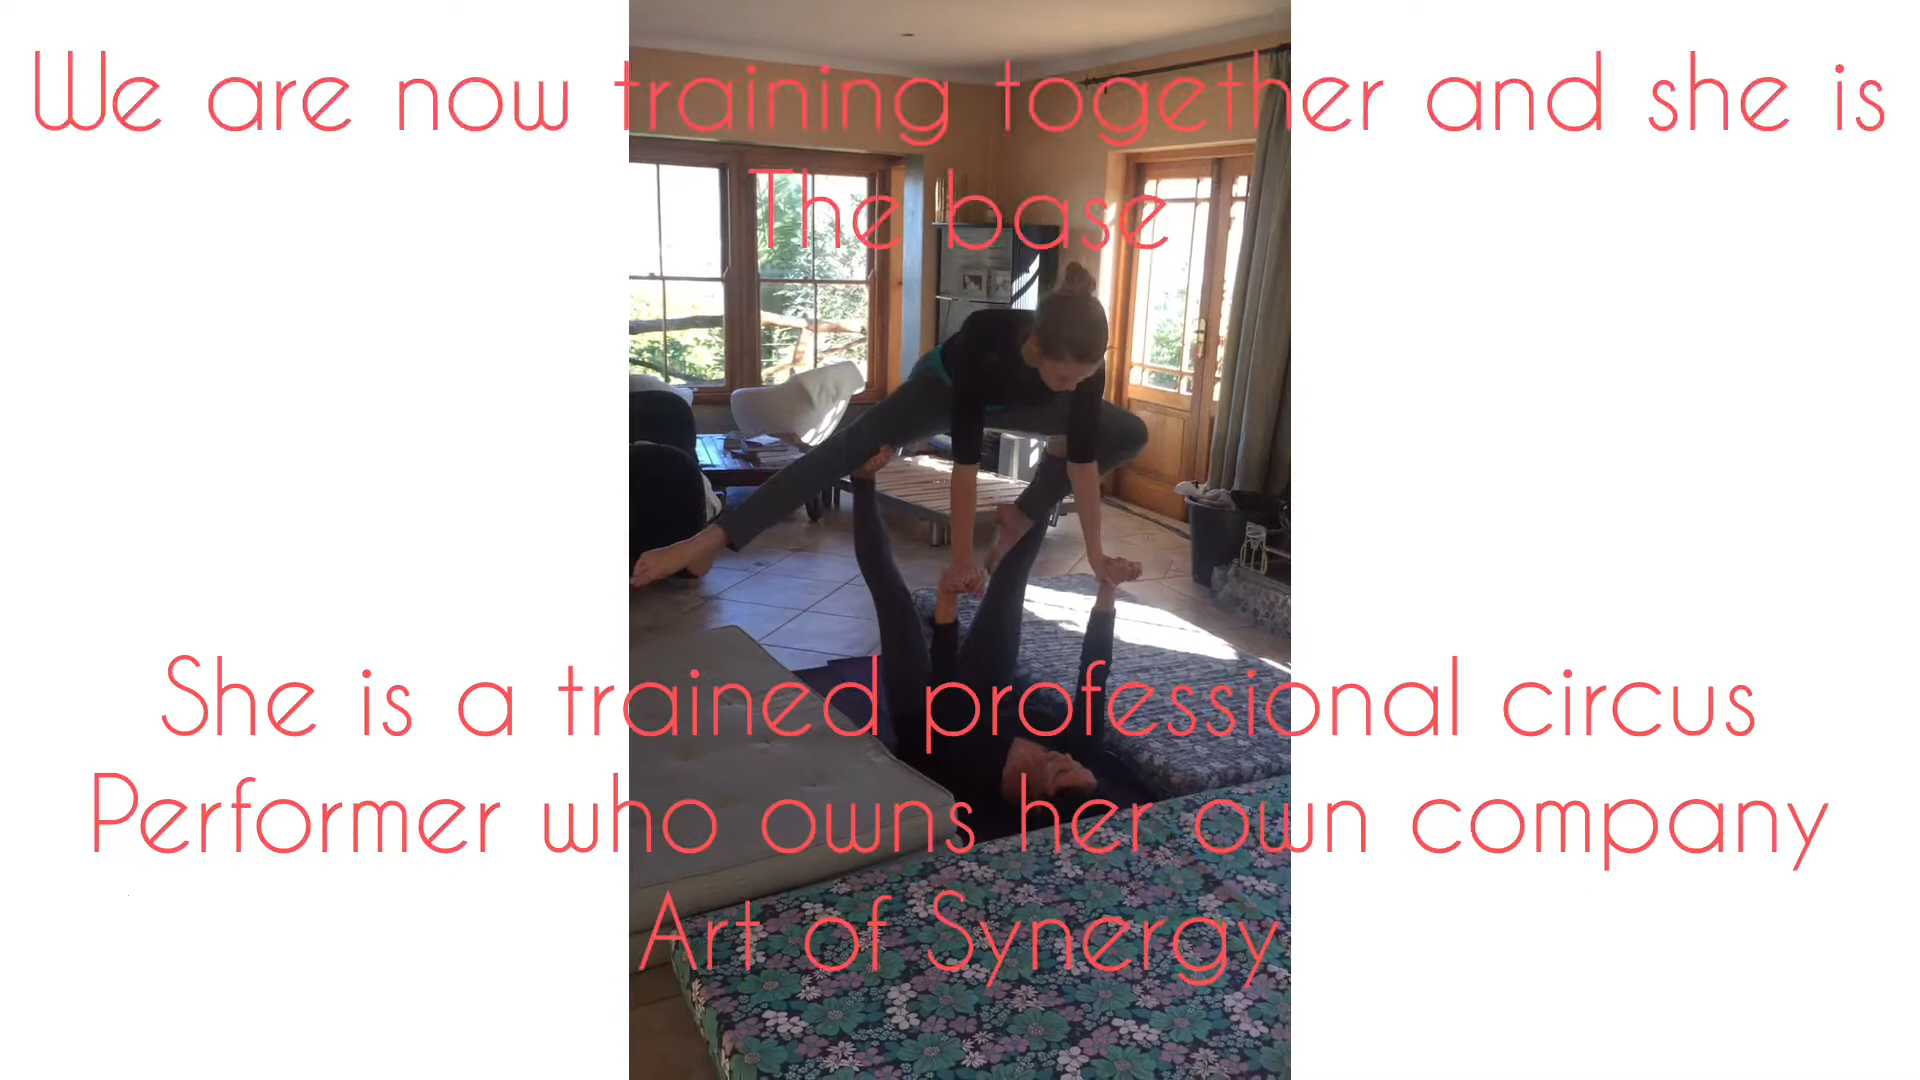 We are now training together and she is
The base
She is a trained professional circus
Performer who owns her own company
Art of Synergy